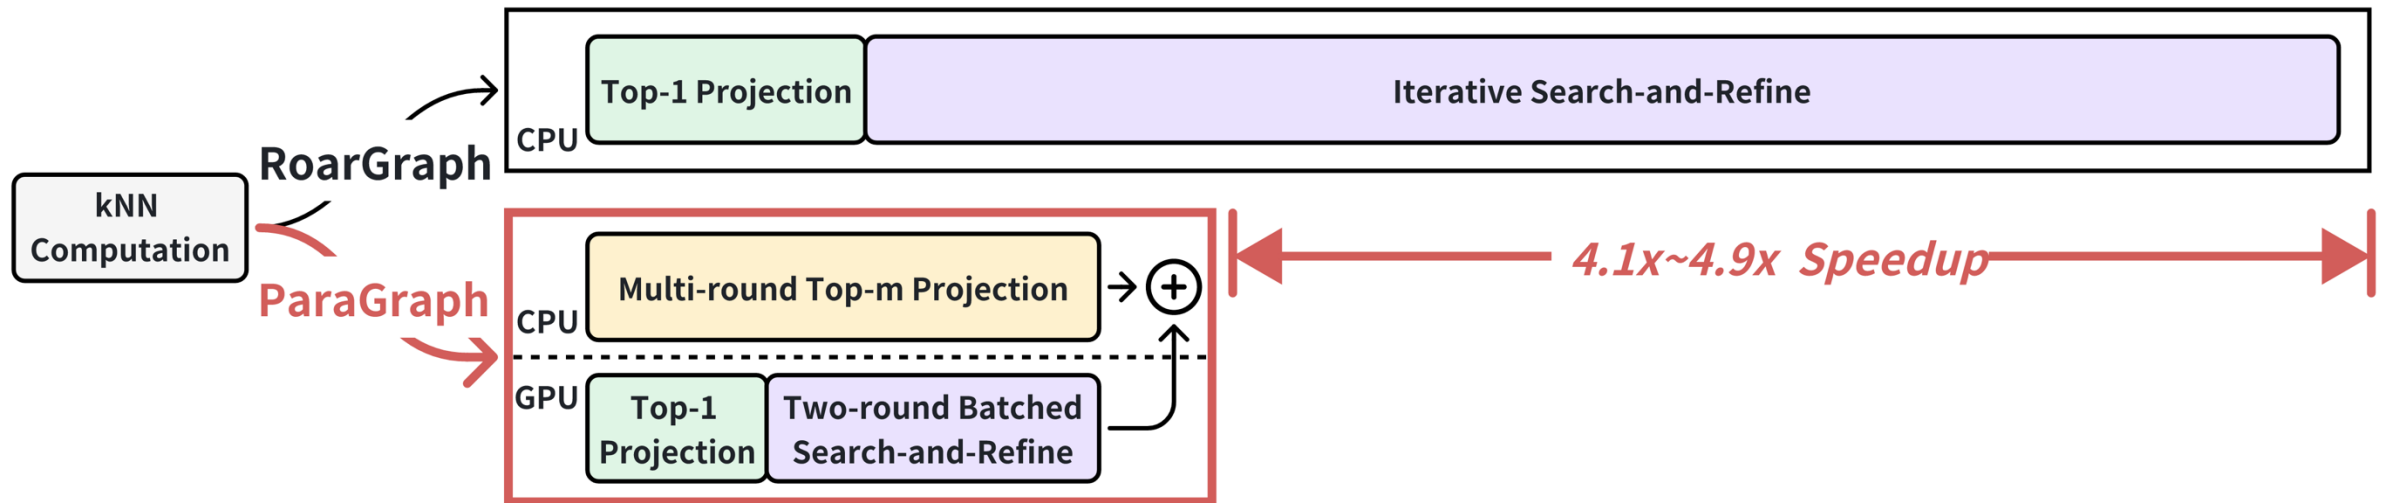 Top-1 Projection
Iterative Search-and-Refine
CPU
RoarGraph
kNN
Computation
ParaGraph
Multi-round Top-m Projection
CPU
4.1x~4.9x Speedup
GPU
Top-1
Projection
Two-round Batched
Search-and-Refine